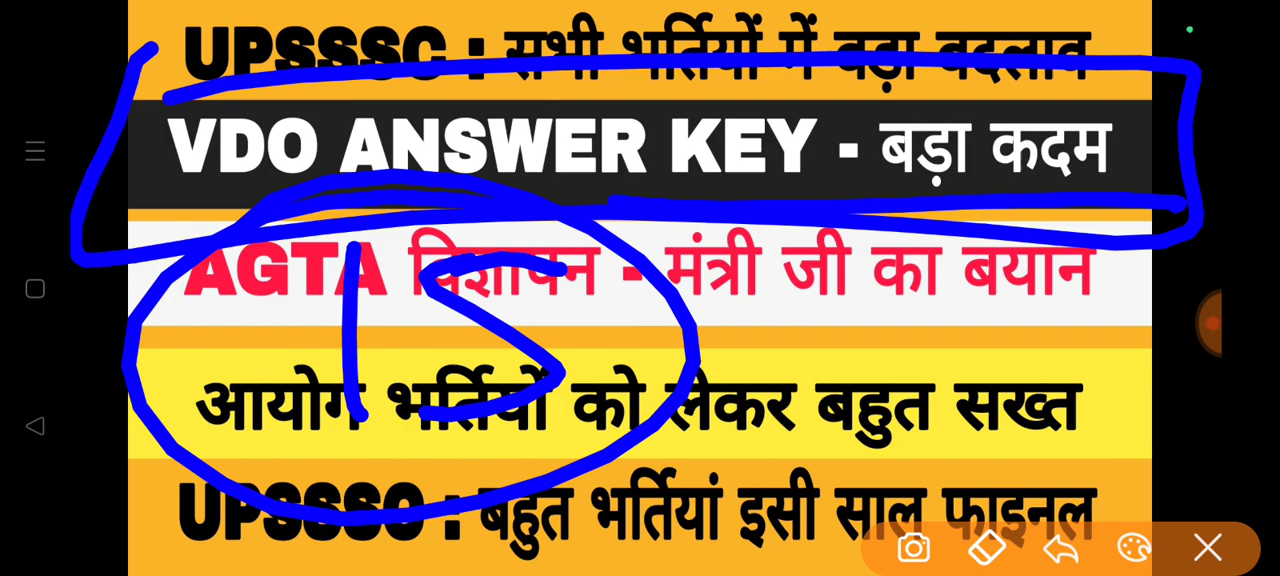 UPSSSC : सभी भर्तियों में बड़ा बदलाव
VDO ANSWER KEY - बड़ा कदम
AGTA विज्ञापन - मंत्री जी का बयान
15
आयोग भर्तियों को लेकर बहुत सख्त
UPSSSC : बहुत भर्तियां इसी साल फाइनल